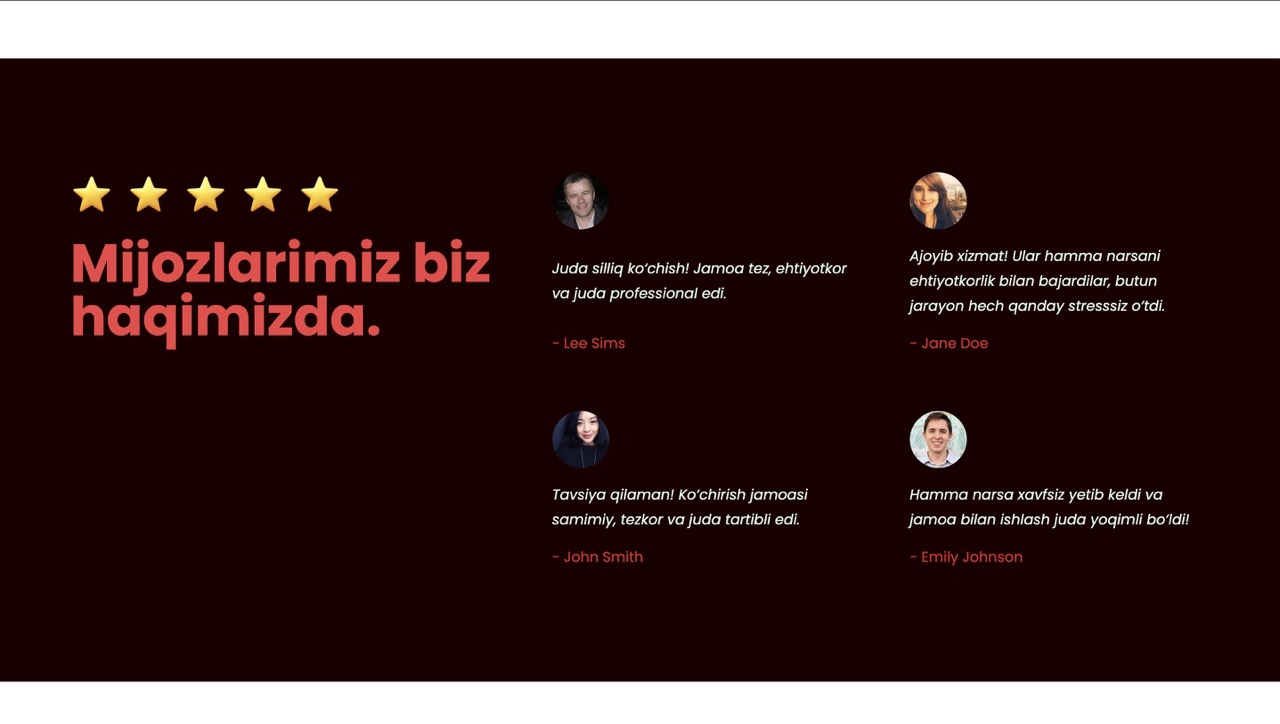 Mijozlarimiz biz
haqimizda.
Juda silliq ko‘chish! Jamoa tez, ehtiyotkor
va juda professional edi.
- Lee Sims
Ajoyib xizmat! Ular hamma narsani
ehtiyotkorlik bilan bajardilar, butun
jarayon hech qanday stresssiz o‘tdi.
- Jane Doe
Tavsiya qilaman! Ko‘chirish jamoasi
samimiy, tezkor va juda tartibli edi.
- John Smith
Hamma narsa xavfsiz yetib keldi va
jamoa bilan ishlash juda yoqimli bo‘ldi!
- Emily Johnson